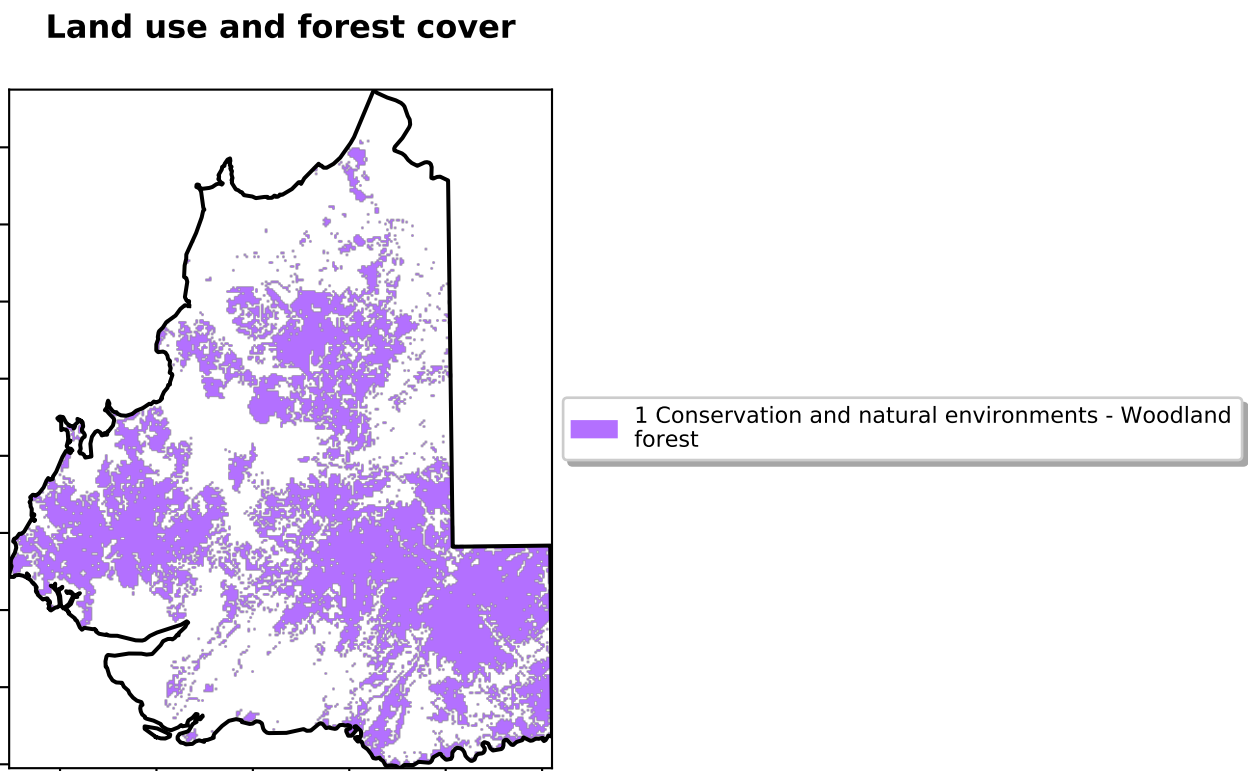 Land use and forest cover
1 Conservation and natural environments - Woodland
forest